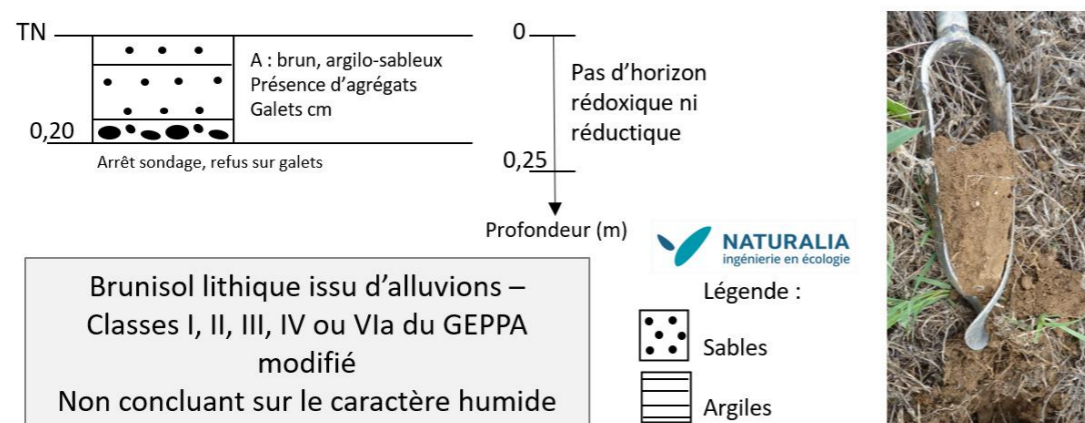 TN
A : brun, argilo-sableux
Présence d’agrégats
Galets cm
0,20
Arrêt sondage, refus sur galets
0
Pas d’horizon
rédoxique ni
réductique
0,25
Profondeur (m)
NATURALIA
ingénierie en écologie
Légende :
Sables
Argiles
Brunisol lithique issu d’alluvions –
Classes I, II, III, IV ou VIa du GEPPA
modifié
Non concluant sur le caractère humide